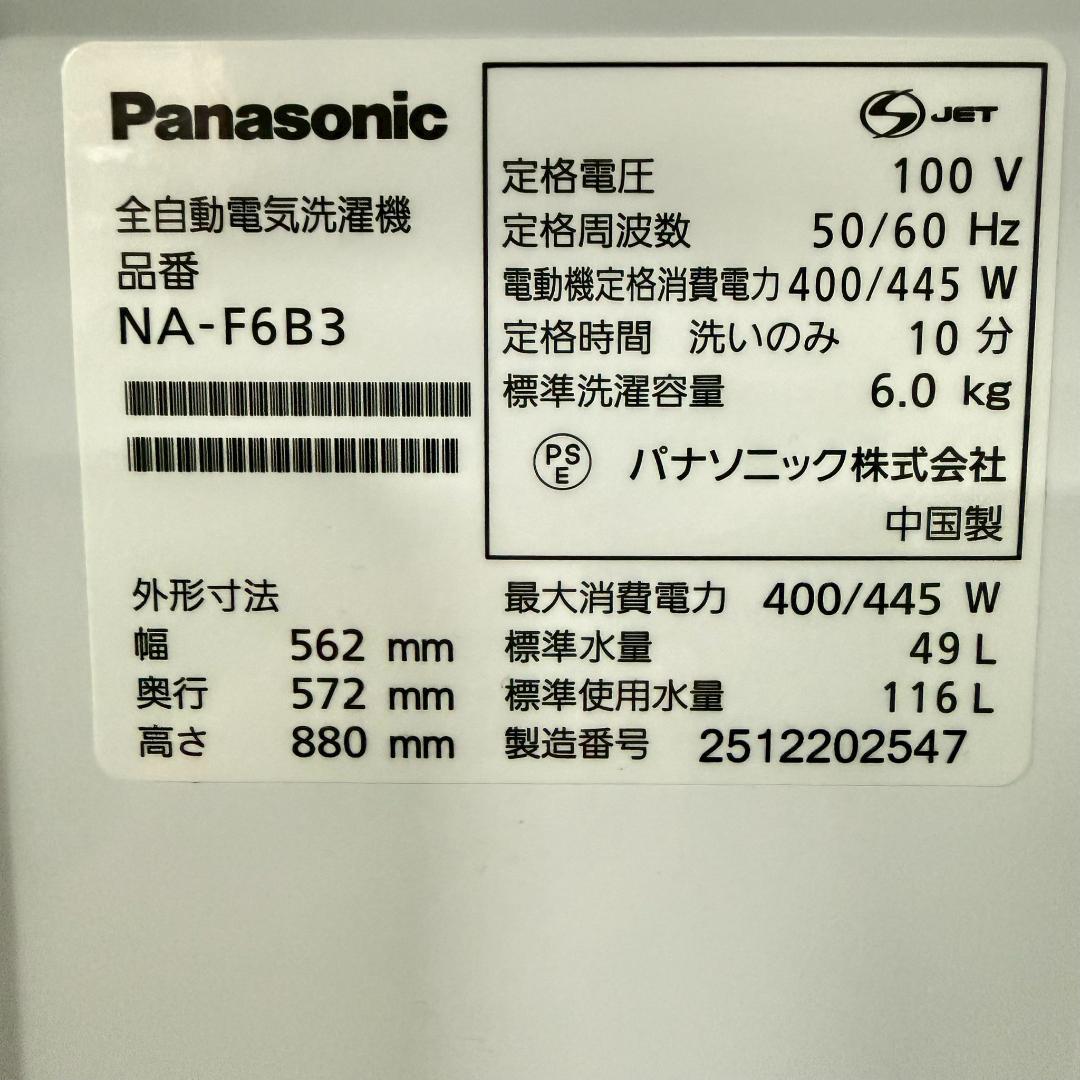 Panasonic
全自動電気洗濯機
品番
NA-F6B3
JET
定格電圧 100 V
定格周波数 50/60 Hz
電動機定格消費電力 400/445 W
定格時間 洗いのみ 10 分
標準洗濯容量 6.0 kg
PS
E
パナソニック株式会社
中国製
外形寸法
幅 562 mm
奥行 572 mm
高さ 880 mm
最大消費電力 400/445 W
標準水量 49 L
標準使用水量 116 L
製造番号 2512202547